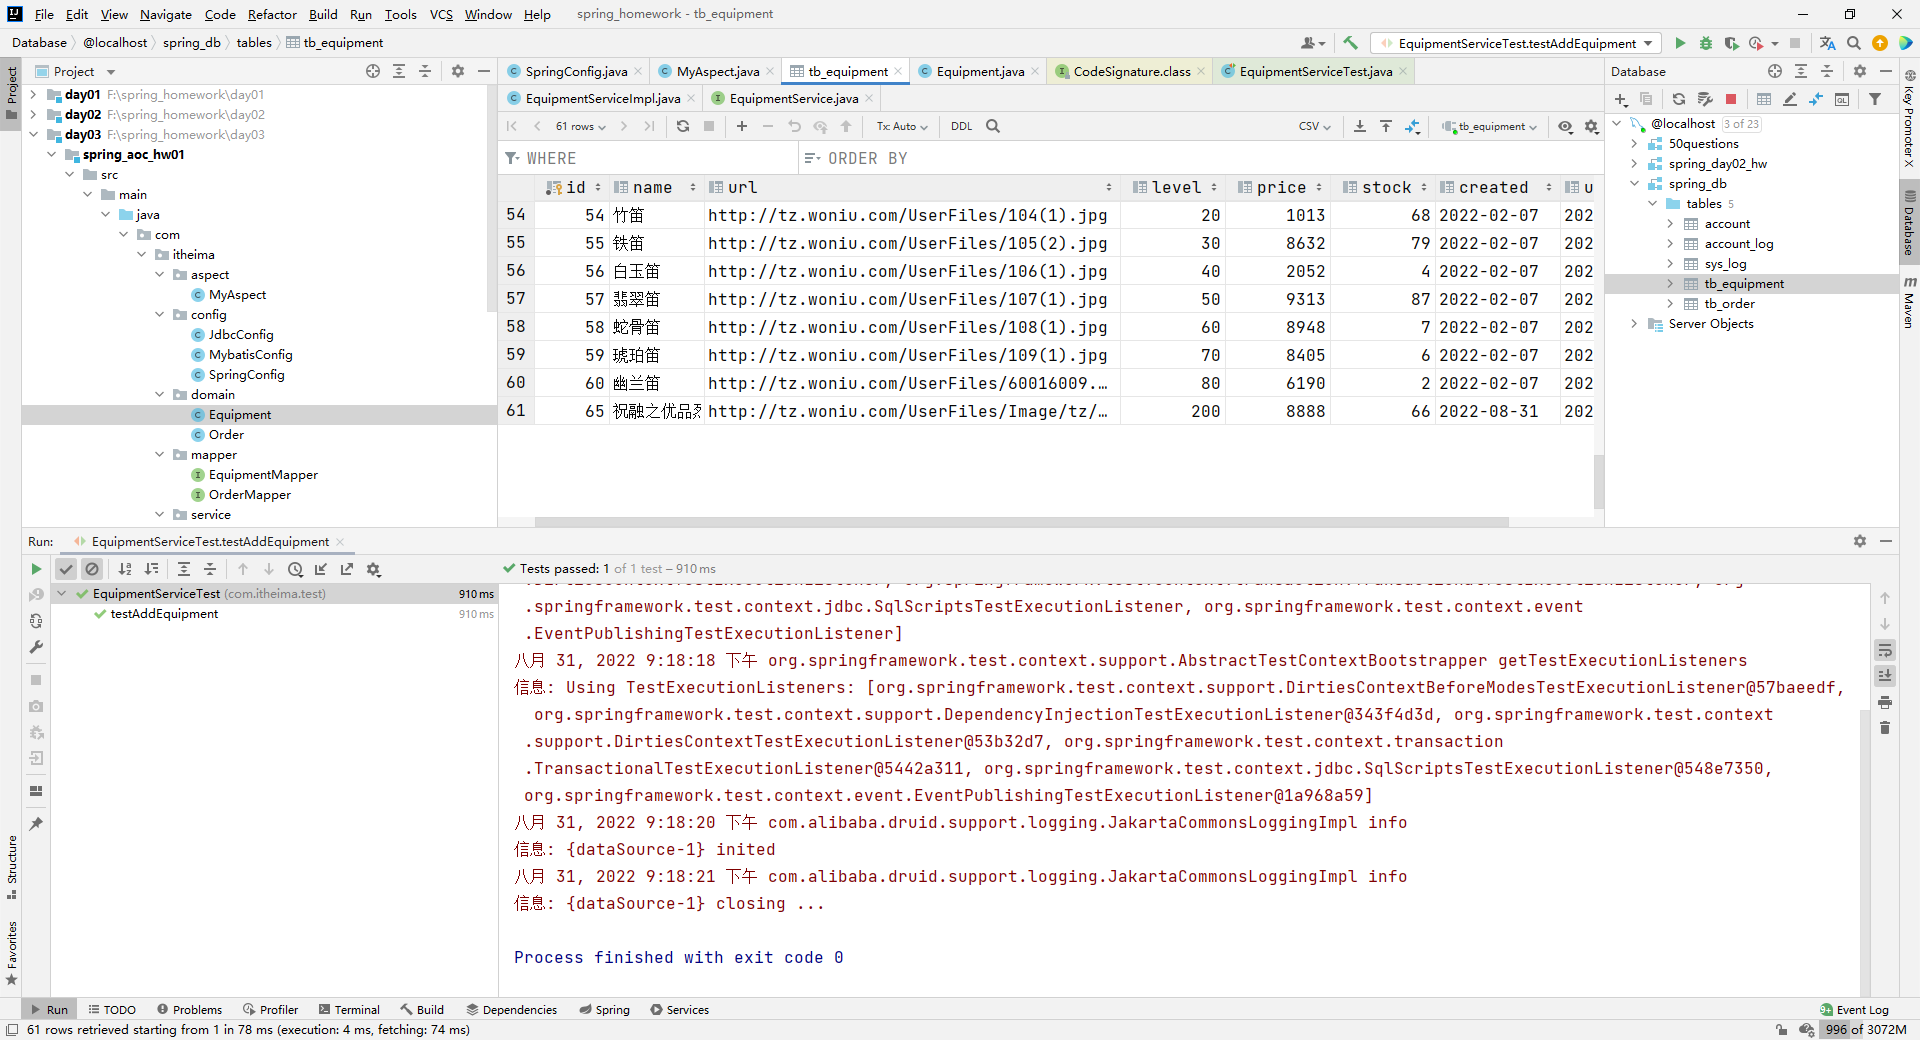 File Edit View Navigate Code Refactor Build Run Tools VCS Window Help spring_homework - tb_equipment
Database @localhost spring_db tables tb_equipment EquipmentServiceTest.testAddEquipment
Project
SpringConfig.java MyAspect.java tb_equipment Equipment.java CodeSignature.class EquipmentServiceTest.java
EquipmentServiceImpl.java EquipmentService.java
Database
day01 F:\spring_homework\day01
day02 F:\spring_homework\day02
day03 F:\spring_homework\day03
spring_aoc_hw01
src
main
java
com
itheima
aspect
MyAspect
config
JdbcConfig
MybatisConfig
SpringConfig
domain
Equipment
Order
mapper
EquipmentMapper
OrderMapper
service
61 rows Tx: Auto DDL CSV tb_equipment
WHERE ORDER BY
id name url level price stock created u
54 54 竹笛 http://tz.woniu.com/UserFiles/104(1).jpg 20 1013 68 2022-02-07 202
55 55 铁笛 http://tz.woniu.com/UserFiles/105(2).jpg 30 8632 79 2022-02-07 202
56 56 白玉笛 http://tz.woniu.com/UserFiles/106(1).jpg 40 2052 4 2022-02-07 202
57 57 翡翠笛 http://tz.woniu.com/UserFiles/107(1).jpg 50 9313 87 2022-02-07 202
58 58 蛇骨笛 http://tz.woniu.com/UserFiles/108(1).jpg 60 8948 7 2022-02-07 202
59 59 琥珀笛 http://tz.woniu.com/UserFiles/109(1).jpg 70 8405 6 2022-02-07 202
60 60 幽兰笛 http://tz.woniu.com/UserFiles/60016009.… 80 6190 2 2022-02-07 202
61 65 祝融之优品 http://tz.woniu.com/UserFiles/Image/tz/… 200 8888 66 2022-08-31 202
@localhost 3 of 23
50questions
spring_day02_hw
spring_db
tables 5
account
account_log
sys_log
tb_equipment
tb_order
Server Objects
Project
Structure
Favorites
Key Promoter X
Database
Maven
Run: EquipmentServiceTest.testAddEquipment
Tests passed: 1 of 1 test – 910 ms
EquipmentServiceTest (com.itheima.test) 910 ms
testAddEquipment 910 ms
.springframework.test.context.jdbc.SqlScriptsTestExecutionListener, org.springframework.test.context.event
.EventPublishingTestExecutionListener]
八月 31, 2022 9:18:18 下午 org.springframework.test.context.support.AbstractTestContextBootstrapper getTestExecutionListeners
信息: Using TestExecutionListeners: [org.springframework.test.context.support.DirtiesContextBeforeModesTestExecutionListener@57baeedf,
org.springframework.test.context.support.DependencyInjectionTestExecutionListener@343f4d3d, org.springframework.test.context
.support.DirtiesContextTestExecutionListener@53b32d7, org.springframework.test.context.transaction
.TransactionalTestExecutionListener@5442a311, org.springframework.test.context.jdbc.SqlScriptsTestExecutionListener@548e7350,
org.springframework.test.context.event.EventPublishingTestExecutionListener@1a968a59]
八月 31, 2022 9:18:20 下午 com.alibaba.druid.support.logging.JakartaCommonsLoggingImpl info
信息: {dataSource-1} inited
八月 31, 2022 9:18:21 下午 com.alibaba.druid.support.logging.JakartaCommonsLoggingImpl info
信息: {dataSource-1} closing ...
Process finished with exit code 0
Run TODO Problems Profiler Terminal Build Dependencies Spring Services Event Log
61 rows retrieved starting from 1 in 78 ms (execution: 4 ms, fetching: 74 ms) 996 of 3072M